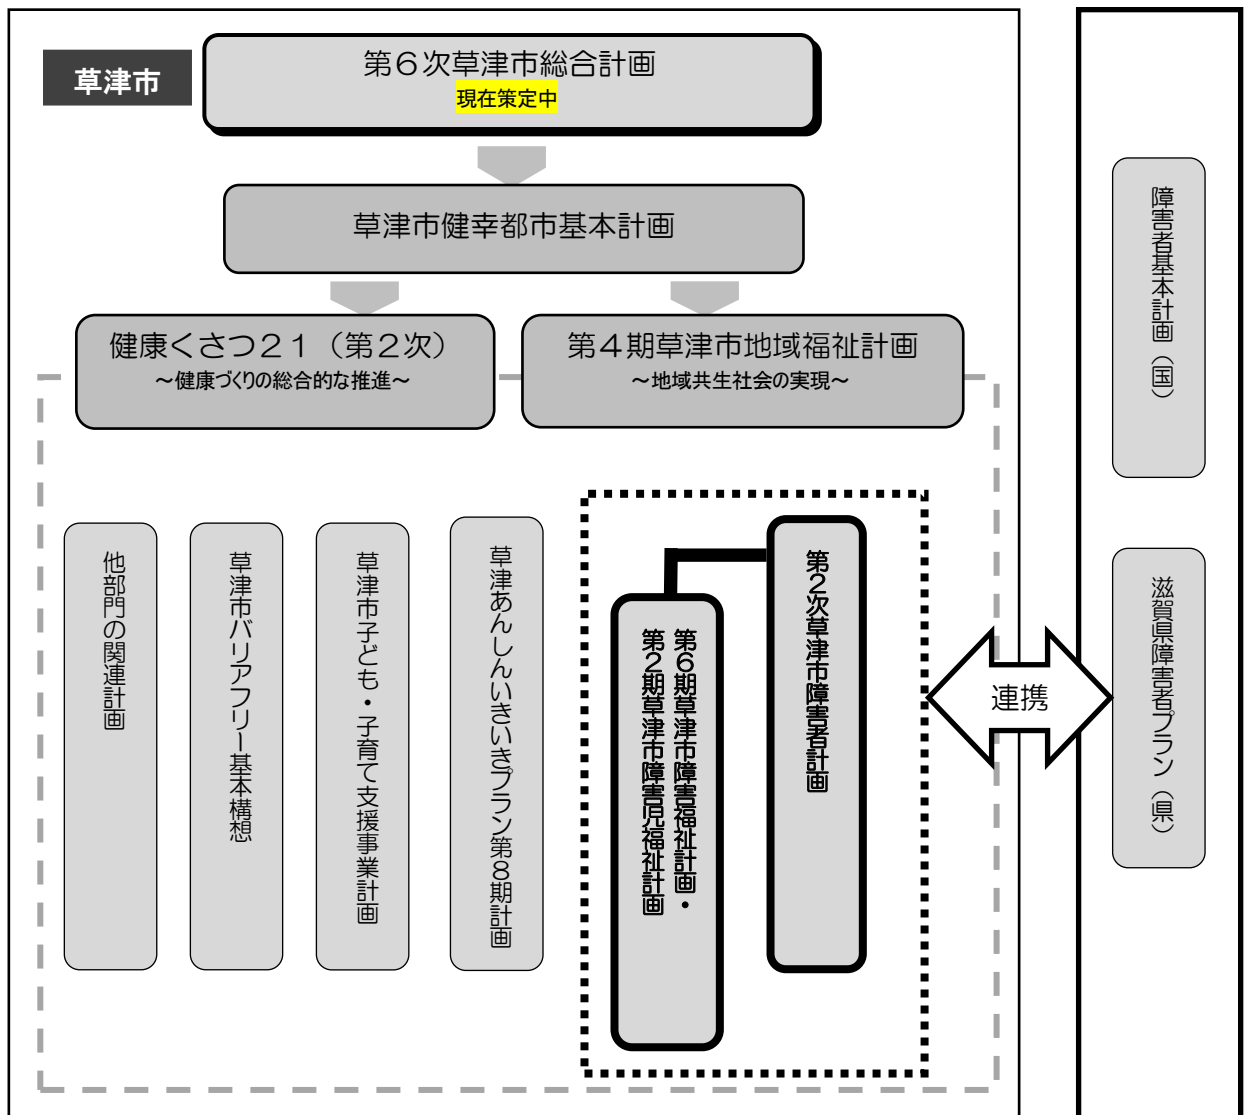 草津市
第6次草津市総合計画
現在策定中
草津市健幸都市基本計画
健康くさつ21（第2次）
～健康づくりの総合的な推進～
第4期草津市地域福祉計画
～地域共生社会の実現～
他部門の関連計画
草津市バリアフリー基本構想
草津市子ども・子育て支援事業計画
草津あんしんいきいきプラン第8期計画
第6期草津市障害福祉計画・
第2期草津市障害児福祉計画
第2次草津市障害者計画
連携
障害者基本計画（国）
滋賀県障害者プラン（県）